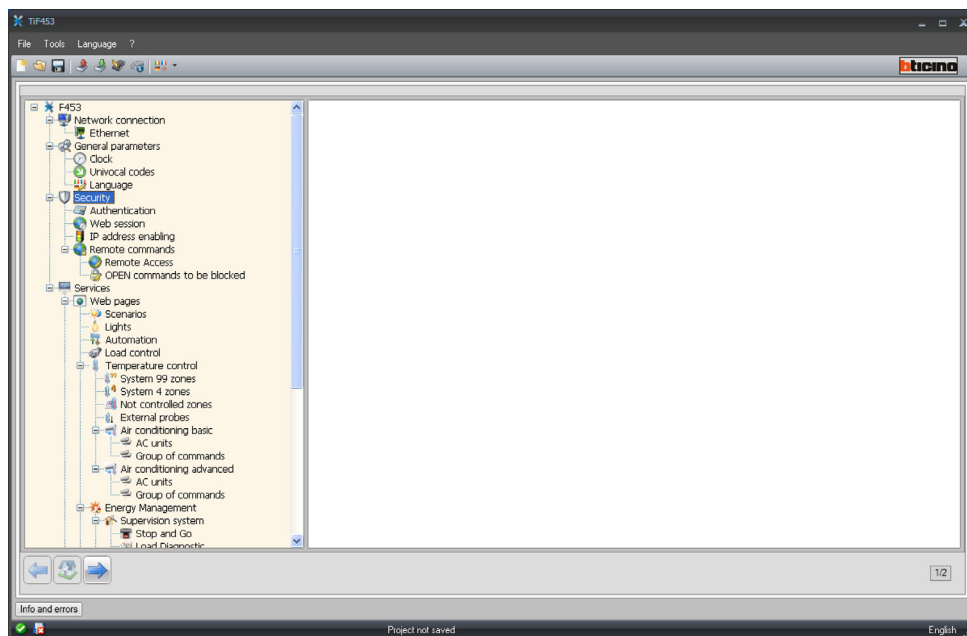 TiF453
File Tools Language ?
bticino
F453
Network connection
Ethernet
General parameters
Clock
Univocal codes
Language
Security
Authentication
Web session
IP address enabling
Remote commands
Remote Access
OPEN commands to be blocked
Services
Web pages
Scenarios
Lights
Automation
Load control
Temperature control
System 99 zones
System 4 zones
Not controlled zones
External probes
Air conditioning basic
AC units
Group of commands
Air conditioning advanced
AC units
Group of commands
Energy Management
Supervision system
Stop and Go
Load Diagnostic
1/2
Info and errors
Project not saved English